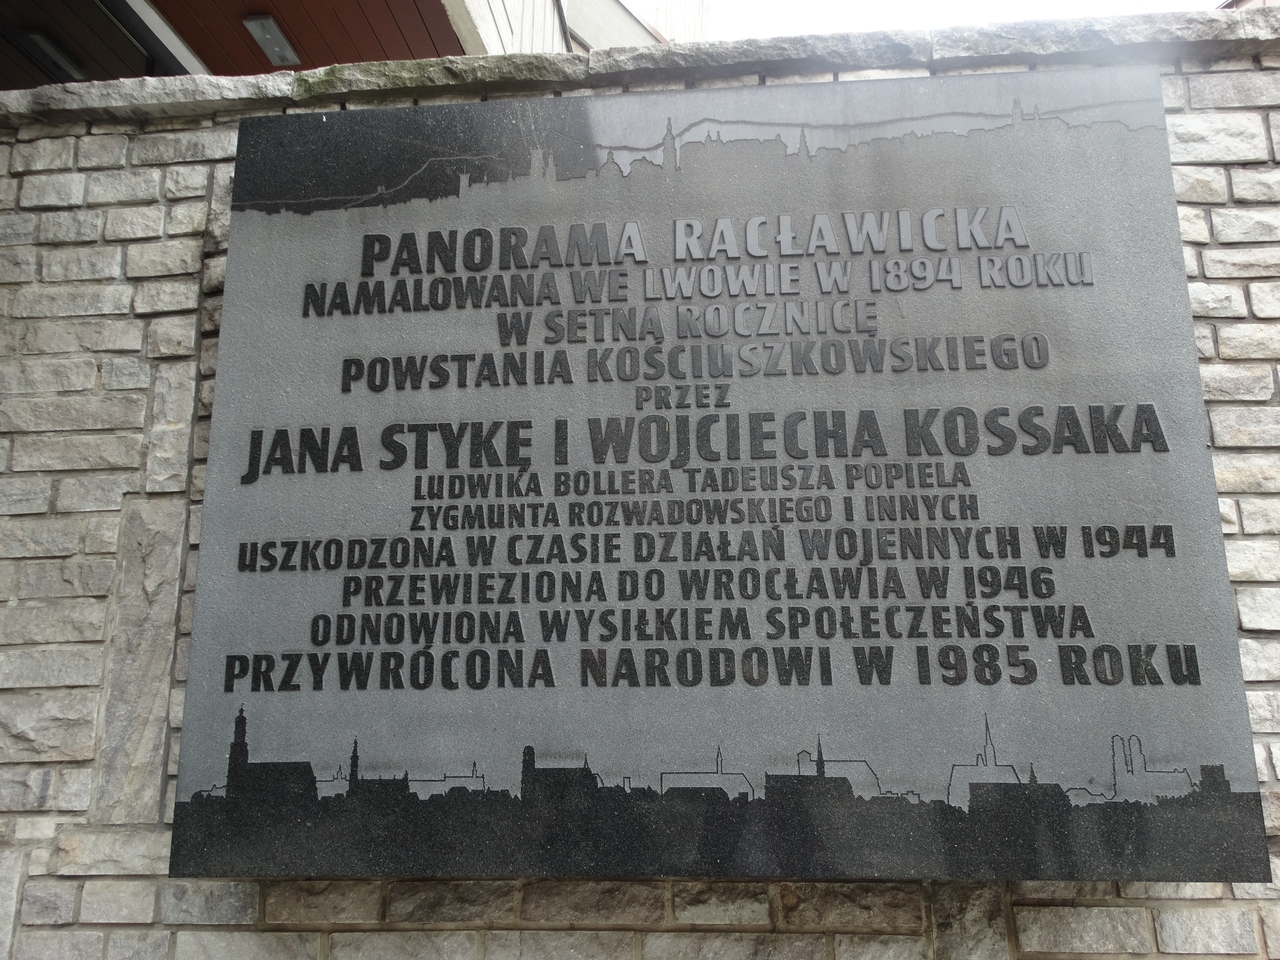 PANORAMA RACŁAWICKA
NAMALOWANA WE LWOWIE W 1894 ROKU
W SETNĄ ROCZNICĘ
POWSTANIA KOŚCIUSZKOWSKIEGO
PRZEZ
JANA STYKĘ I WOJCIECHA KOSSAKA
LUDWIKA BOLLERA TADEUSZA POPIELA
ZYGMUNTA ROZWADOWSKIEGO I INNYCH
USZKODZONA W CZASIE DZIAŁAŃ WOJENNYCH W 1944
PRZEWIEZIONA DO WROCŁAWIA W 1946
ODNOWIONA WYSIŁKIEM SPOŁECZEŃSTWA
PRZYWRÓCONA NARODOWI W 1985 ROKU